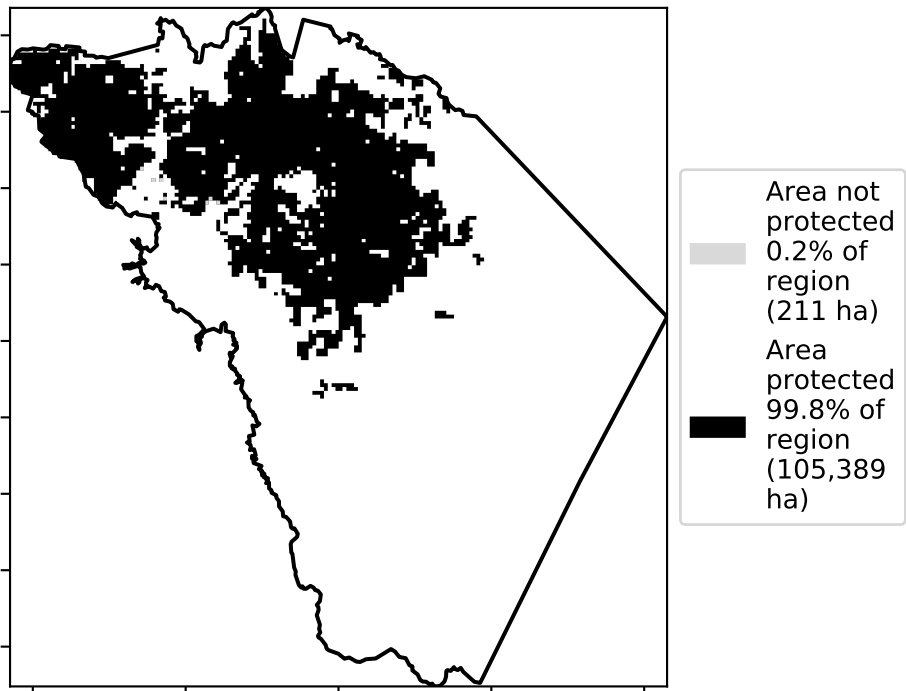 Area not
protected
0.2% of
region
(211 ha)
Area
protected
99.8% of
region
(105,389
ha)